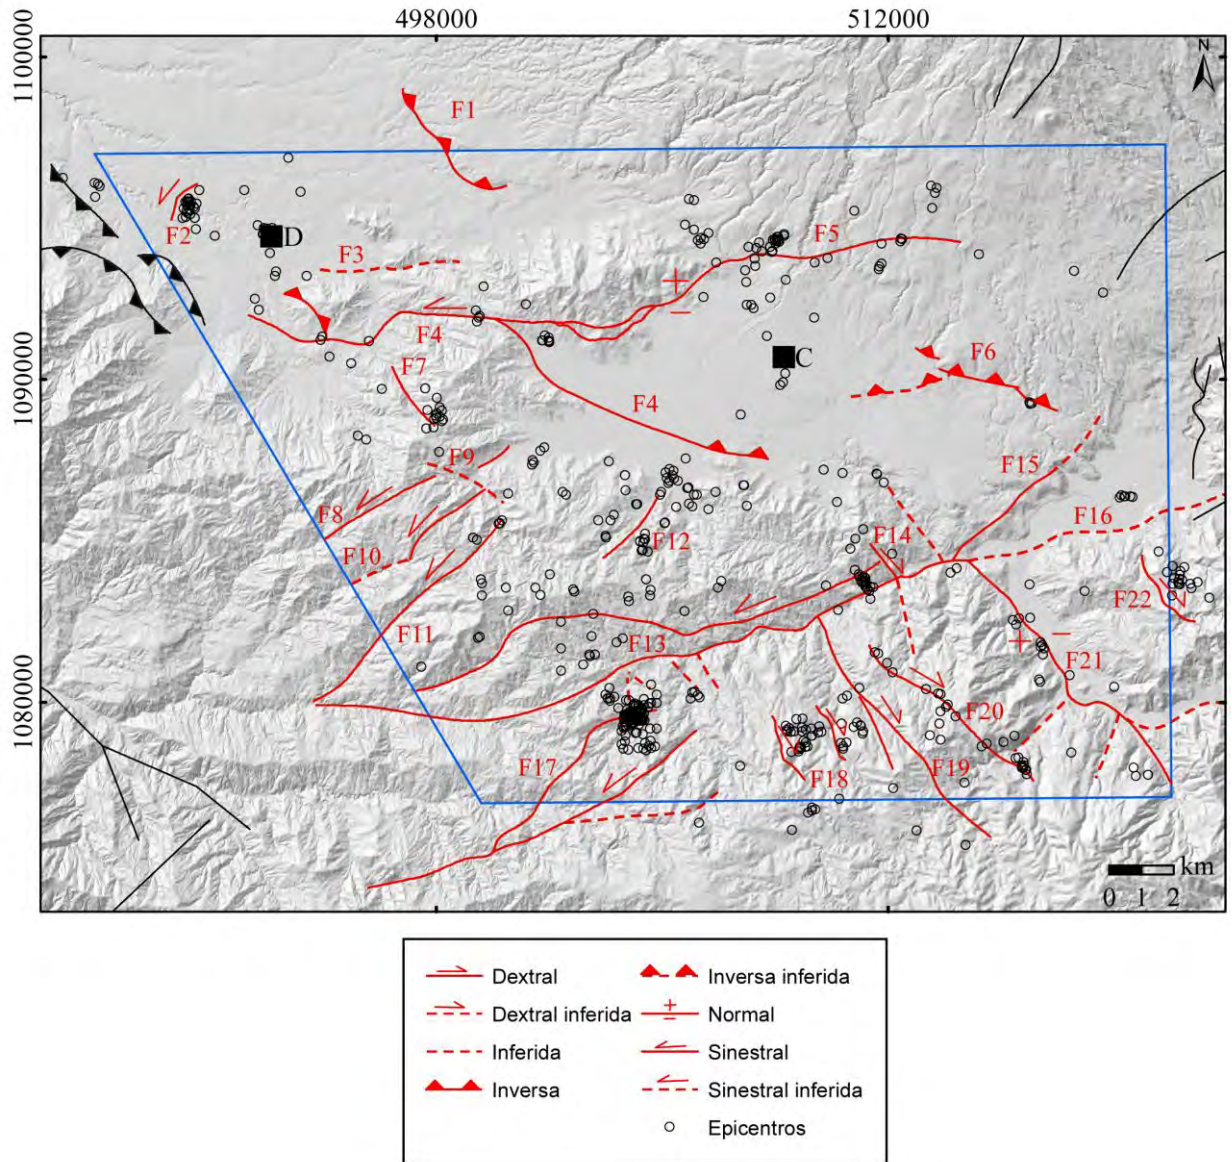 498000 512000
1100000
N
F1
F2
D
F3
F5
+
−
F4
C
F6
1090000
F7
F4
F9
F15
F8
F16
F10
F12
F14
F22
F11
F13
+ −
F21
1080000
F20
F17
F18
F19
km
0 1 2
Dextral
Inversa inferida
Dextral inferida
Normal
Inferida
Sinestral
Inversa
Sinestral inferida
Epicentros